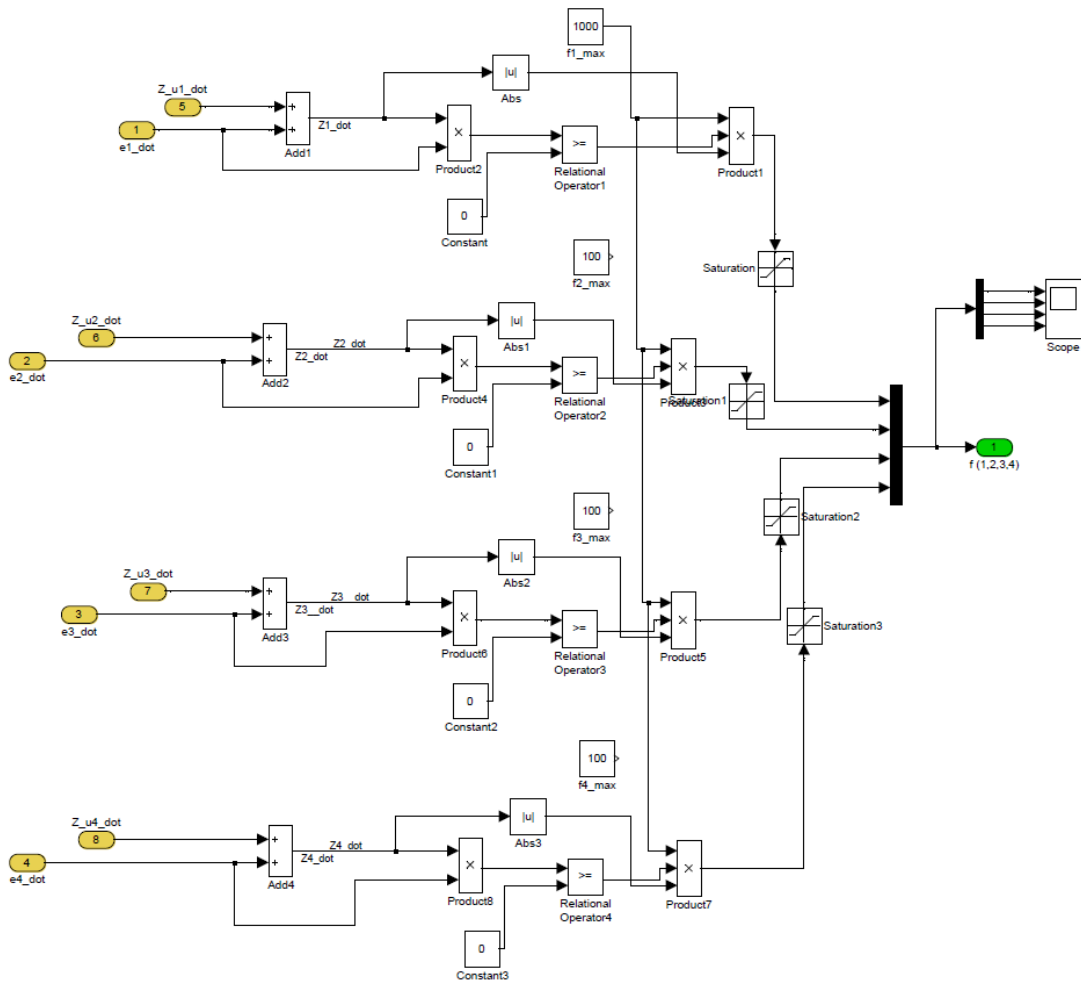 1000
f1_max
|u|
Abs
Z_u1_dot
5
+
+
1
e1_dot
Z1_dot
Add1
×
Product2
>=
Relational
Operator1
×
Product1
0
Constant
100
f2_max
Saturation
Scope
Z_u2_dot
6
+
+
2
e2_dot
Z2_dot
Z2_dot
Add2
|u|
Abs1
×
Product4
>=
Relational
Operator2
×
Product3
Saturation1
0
Constant1
1
f (1,2,3,4)
100
f3_max
Saturation2
Z_u3_dot
7
+
+
3
e3_dot
Z3__dot
Z3__dot
Add3
|u|
Abs2
×
Product6
>=
Relational
Operator3
×
Product5
Saturation3
0
Constant2
100
f4_max
Z_u4_dot
8
+
+
4
e4_dot
Z4_dot
Z4_dot
Add4
|u|
Abs3
×
Product8
>=
Relational
Operator4
×
Product7
0
Constant3